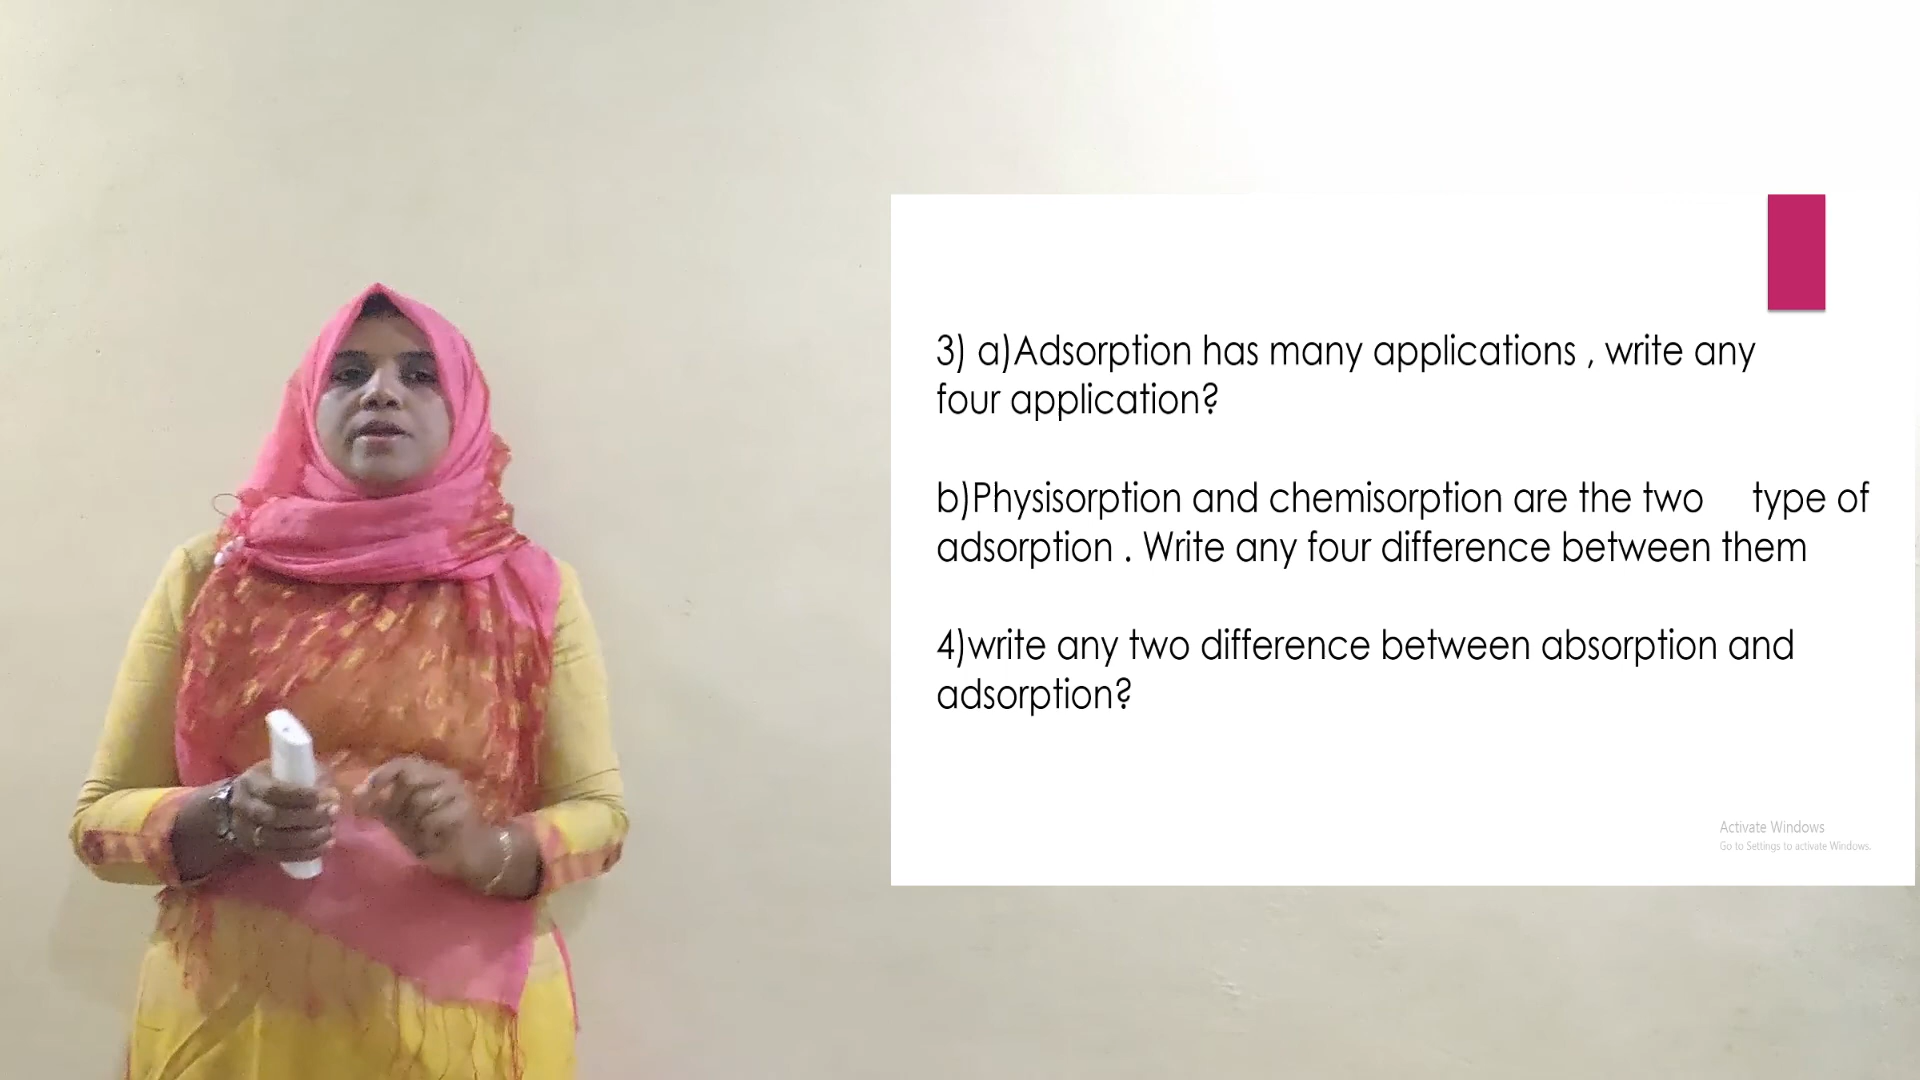 3) a)Adsorption has many applications , write any
four application?
b)Physisorption and chemisorption are the two type of
adsorption . Write any four difference between them
4)write any two difference between absorption and
adsorption?
Activate Windows
Go to Settings to activate Windows.